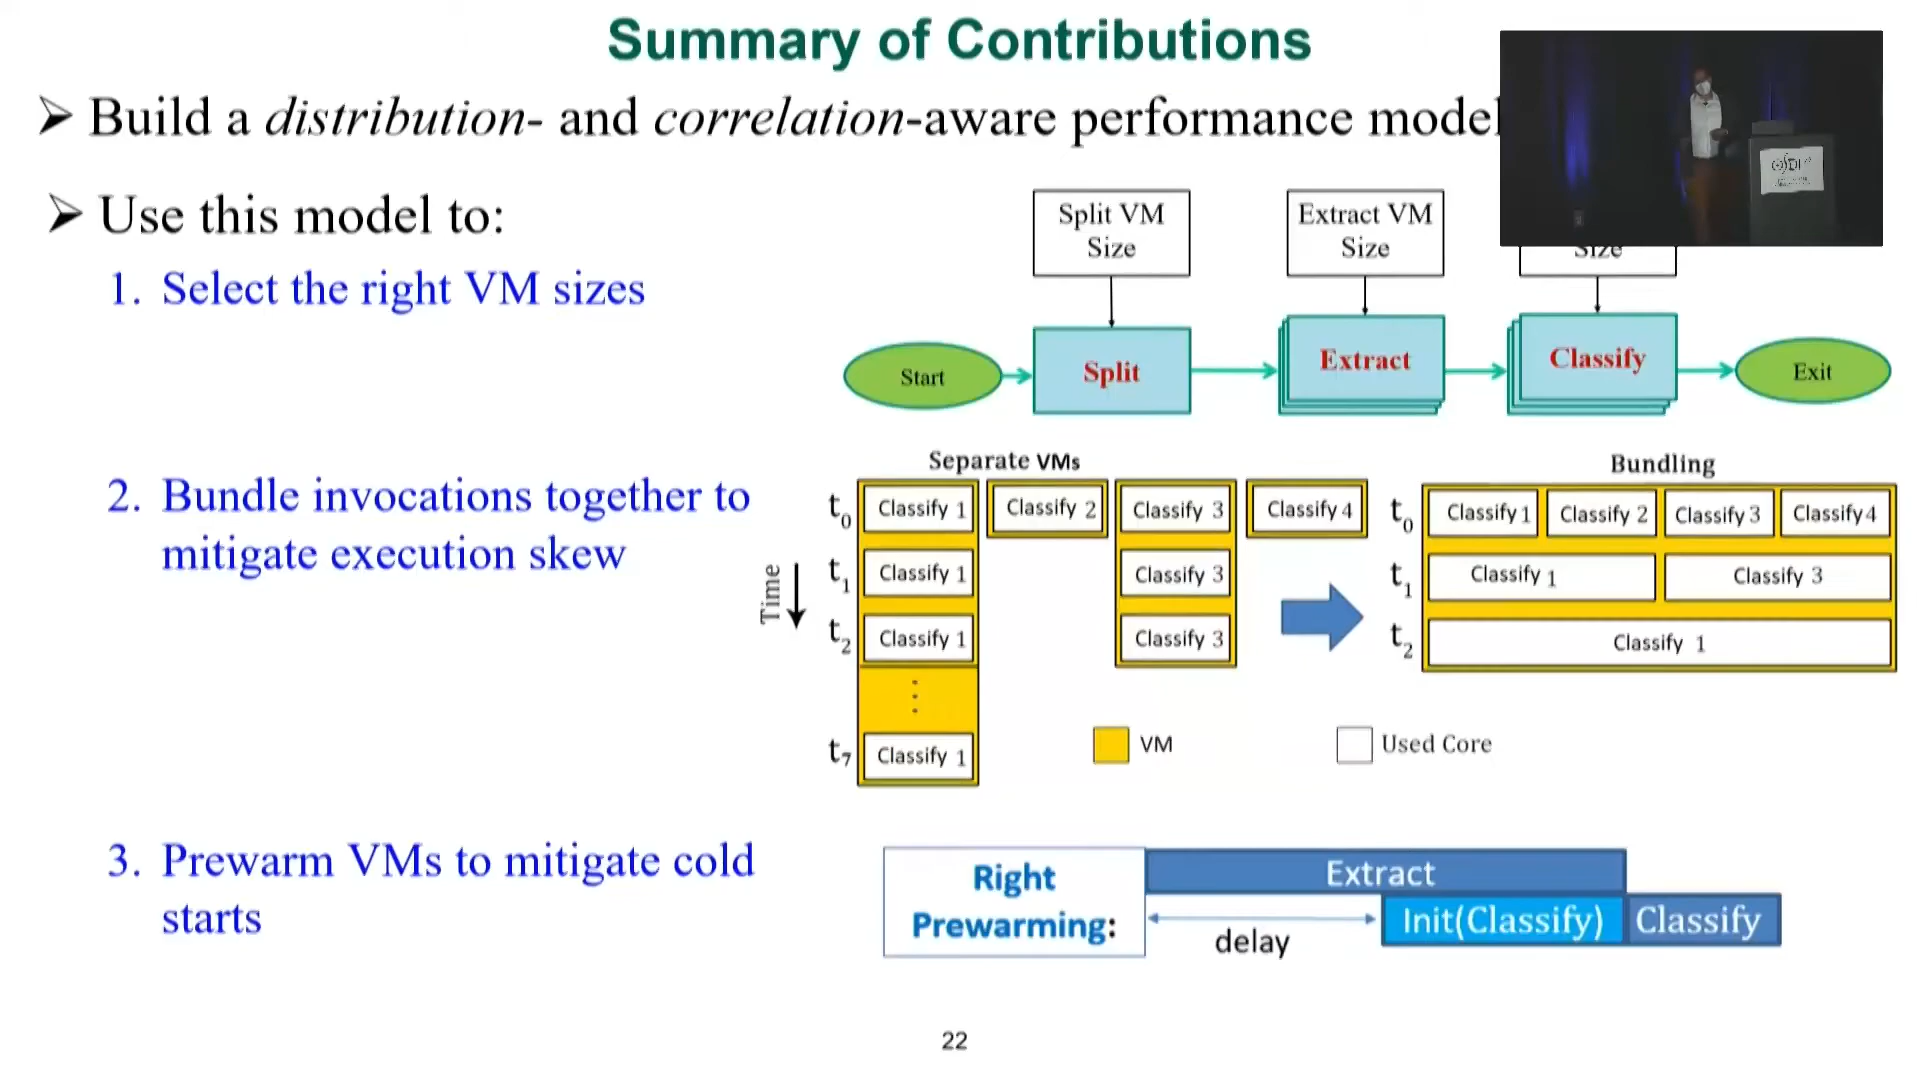 Summary of Contributions
➢ Build a distribution- and correlation-aware performance model
➢ Use this model to:
1. Select the right VM sizes
Split VM
Size
Extract VM
Size
Size
Start
Split
Extract
Classify
Exit
2. Bundle invocations together to
mitigate execution skew
Separate VMs
Time
t0 Classify 1 Classify 2 Classify 3 Classify 4
t1 Classify 1 Classify 3
t2 Classify 1 Classify 3
⋮
t7 Classify 1
Bundling
t0 Classify 1 Classify 2 Classify 3 Classify 4
t1 Classify 1 Classify 3
t2 Classify 1
VM
Used Core
3. Prewarm VMs to mitigate cold
starts
Right
Prewarming:
Extract
delay
Init(Classify)
Classify
22